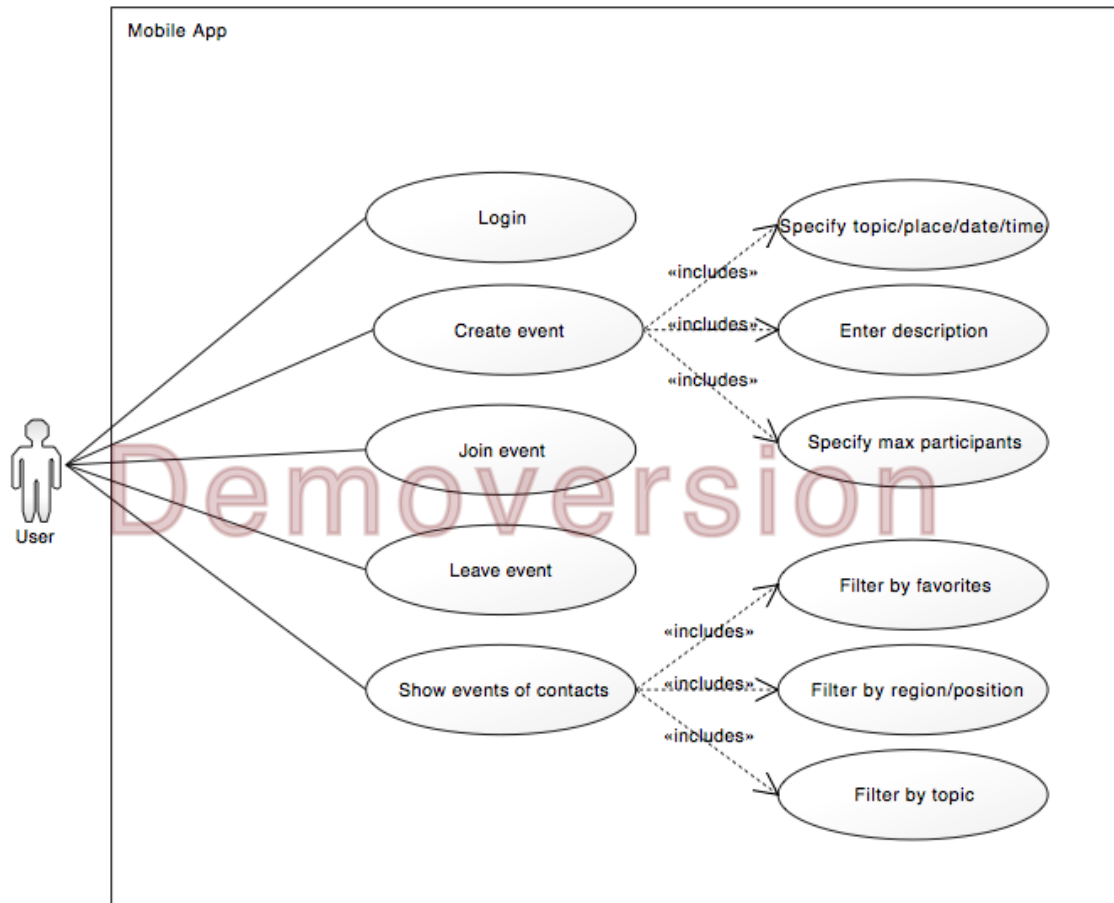 Mobile App
Login
Specify topic/place/date/time
«includes»
Create event
«includes»
Enter description
«includes»
Join event
Specify max participants
Demoversion
User
Leave event
Filter by favorites
«includes»
Show events of contacts
«includes»
Filter by region/position
«includes»
Filter by topic